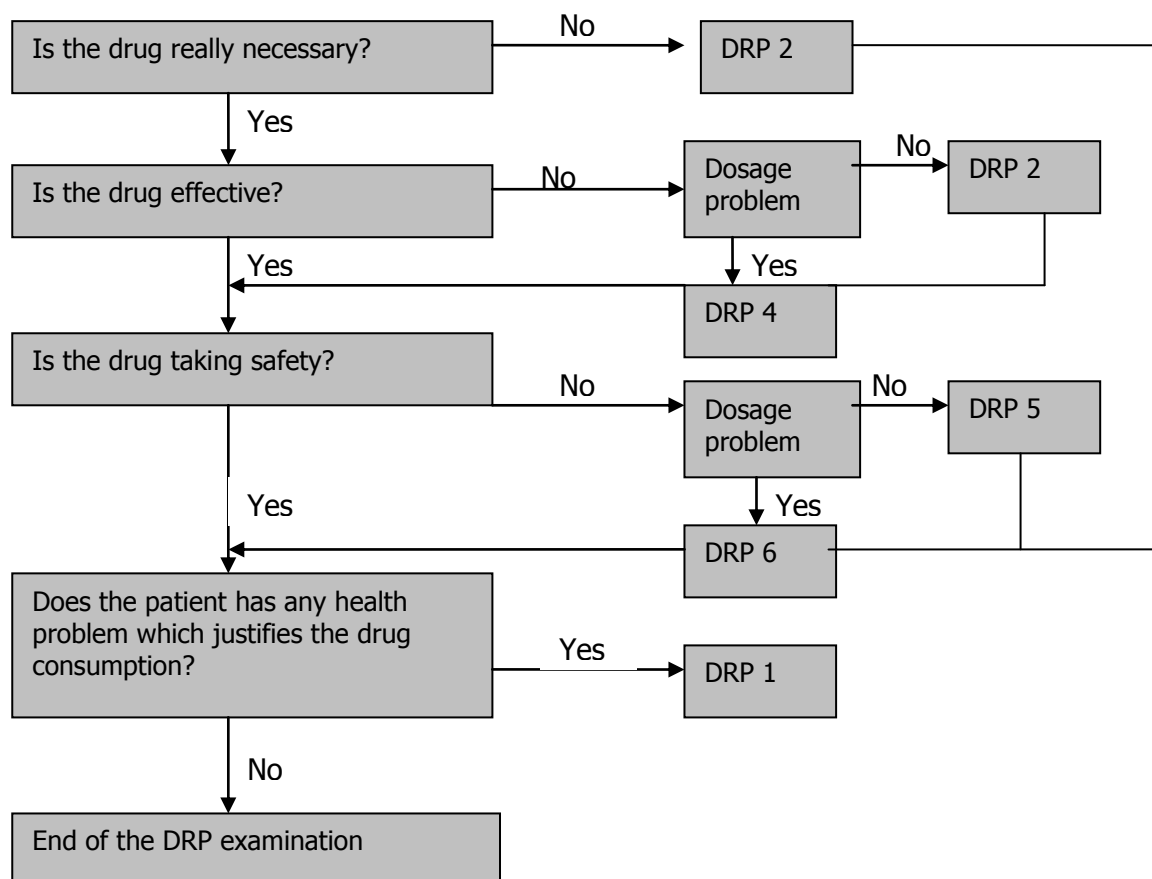 No
Is the drug really necessary?
DRP 2
Yes
Is the drug effective?
No
Dosage
problem
No
DRP 2
Yes
Yes
DRP 4
Is the drug taking safety?
No
Dosage
problem
No
DRP 5
Yes
Yes
DRP 6
Does the patient has any health
problem which justifies the drug
consumption?
Yes
DRP 1
No
End of the DRP examination